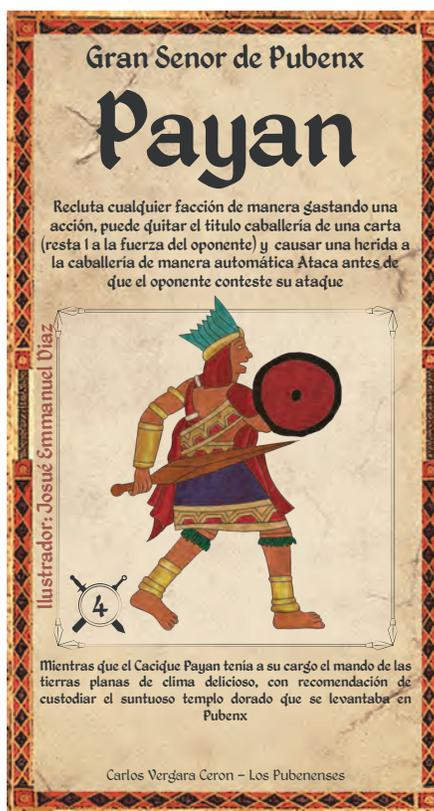 Gran Senor de Pubenx
Payan
Recluta cualquier facción de manera gastando una
acción, puede quitar el titulo caballería de una carta
(resta 1 a la fuerza del oponente) y causar una herida a
la caballería de manera automática Ataca antes de
que el oponente conteste su ataque
Ilustrador: Josué Emmanuel Diaz
4
Mientras que el Cacique Payan tenía a su cargo el mando de las
tierras planas de clima delicioso, con recomendación de
custodiar el suntuoso templo dorado que se levantaba en
Pubenx
Carlos Vergara Ceron – Los Pubenenses